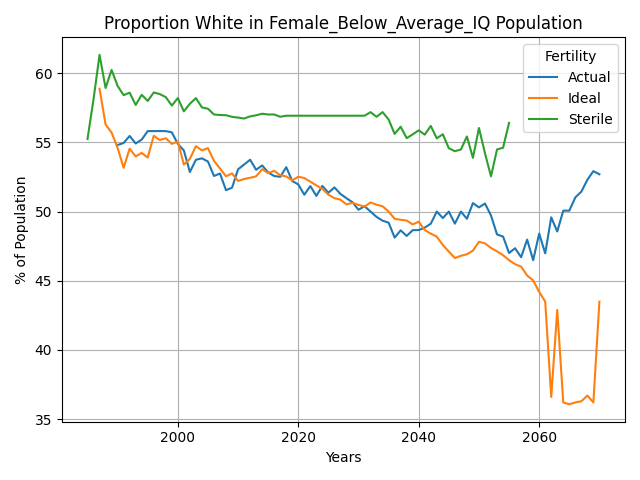 Proportion White in Female_Below_Average_IQ Population
Fertility
Actual
Ideal
Sterile
% of Population
60
55
50
45
40
35
2000
2020
2040
2060
Years